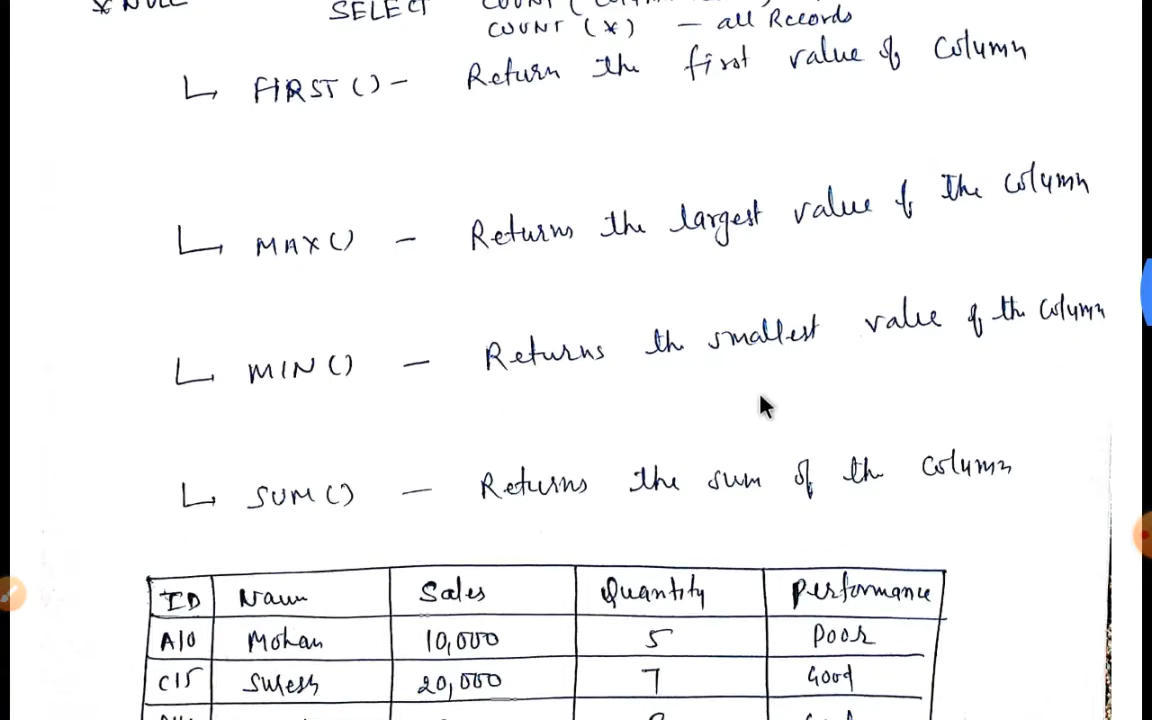 * NULL SELECT COUNT (
COUNT (*) — all Records
FIRST () – Return the first value of Column
MAX () – Returns the largest value of the column
MIN () – Returns the smallest value of the column
SUM () – Returns the sum of the column
ID Name Sales Quantity Performance
A10 Mohan 10,000 5 Poor
C15 Suresh 20,000 7 Good